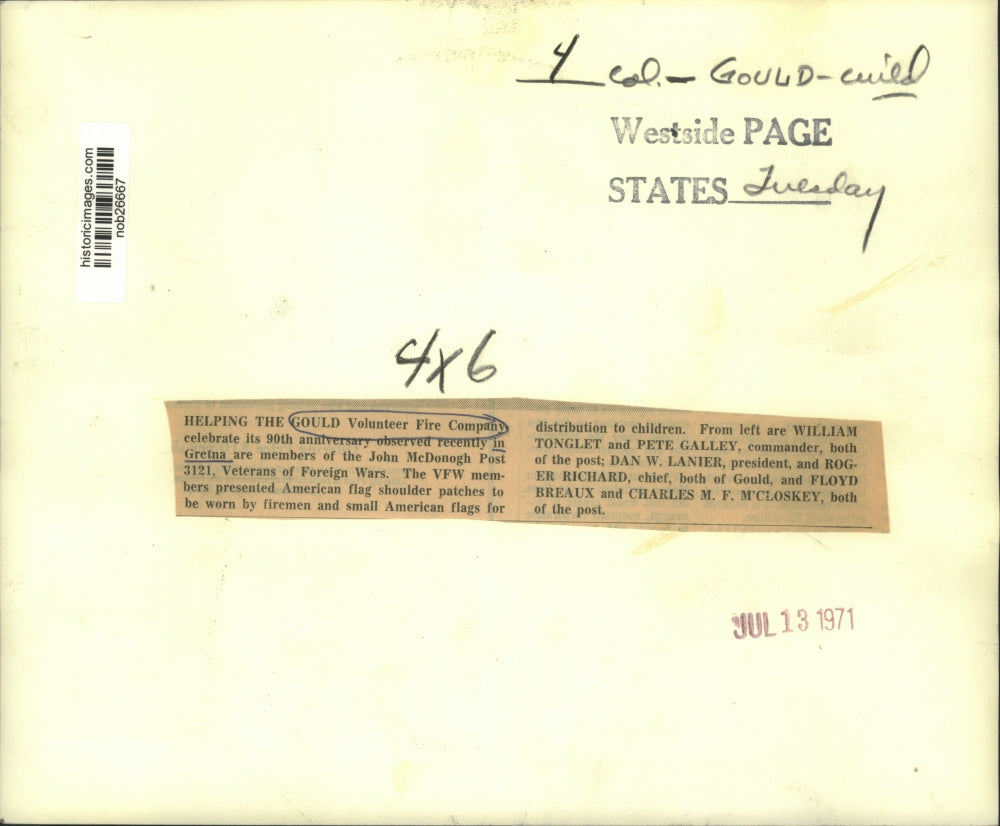 4 col. - GOULD -
Westside PAGE
STATES Tuesday
historicimages.com
nob26667
4x6
HELPING THE GOULD Volunteer Fire Company
celebrate its 90th anniversary observed recently in
Gretna are members of the John McDonogh Post
3121, Veterans of Foreign Wars. The VFW mem-
bers presented American flag shoulder patches to
be worn by firemen and small American flags for
distribution to children. From left are WILLIAM
TONGLET and PETE GALLEY, commander, both
of the post; DAN W. LANIER, president, and ROG-
ER RICHARD, chief, both of Gould, and FLOYD
BREAUX and CHARLES M. F. M'CLOSKEY, both
of the post.
JUL 13 1971